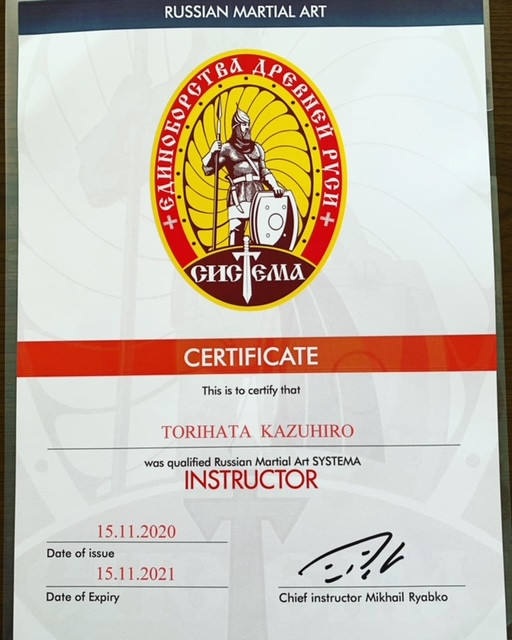 RUSSIAN MARTIAL ART
ЕДИНОБОРСТВА ДРЕВНЕЙ РУСИ
СИСТЕМА
CERTIFICATE
This is to certify that
TORIHATA KAZUHIRO
was qualified Russian Martial Art SYSTEMA
INSTRUCTOR
15.11.2020
Date of issue
15.11.2021
Date of Expiry
Chief instructor Mikhail Ryabko